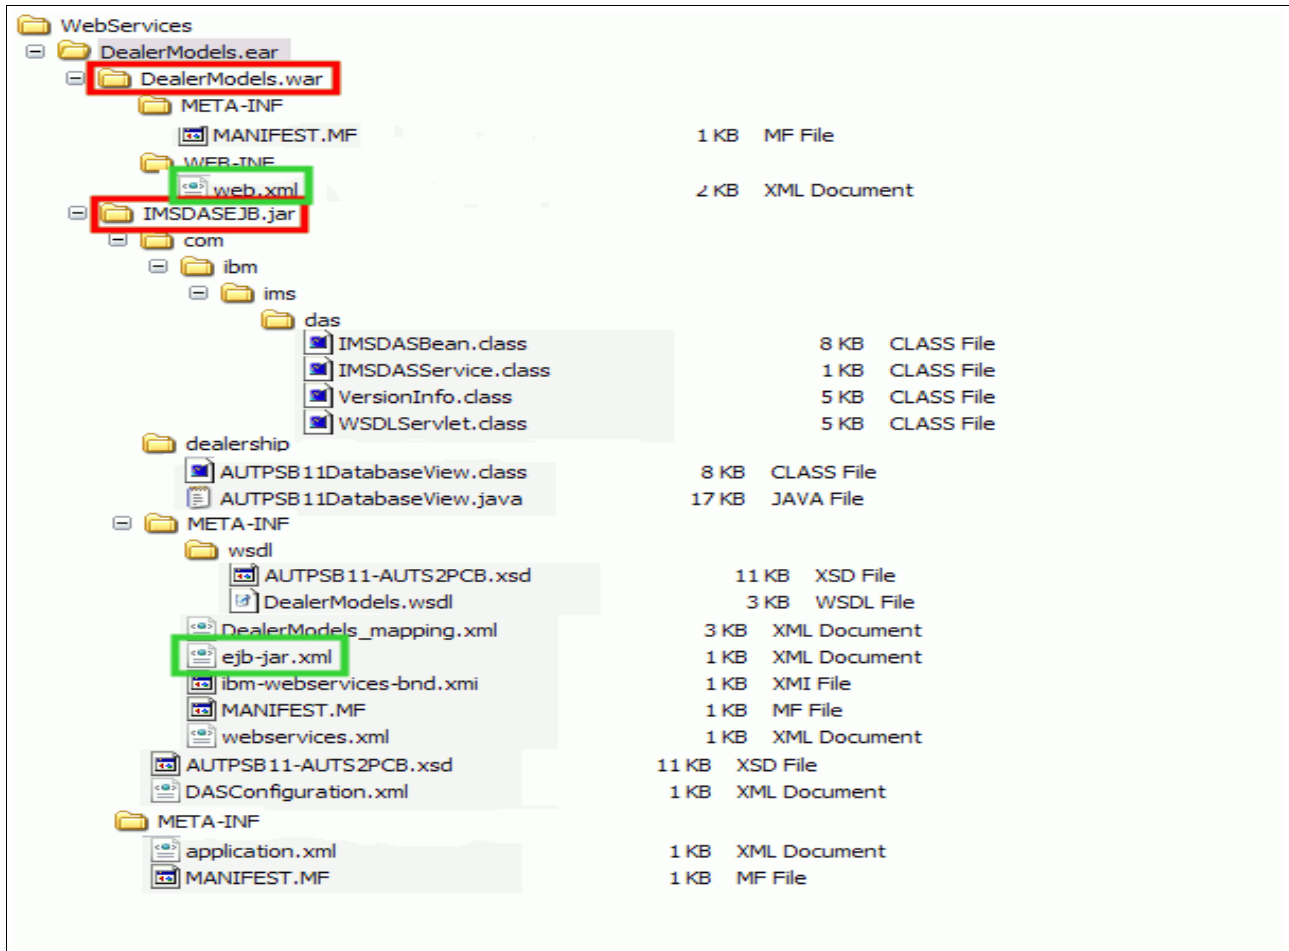 WebServices
DealerModels.ear
DealerModels.war
META-INF
MANIFEST.MF 1 KB MF File
WEB-INF
web.xml 2 KB XML Document
IMSDASEJB.jar
com
ibm
ims
das
IMSDASBean.class 8 KB CLASS File
IMSDASService.class 1 KB CLASS File
VersionInfo.class 5 KB CLASS File
WSDLServlet.class 5 KB CLASS File
dealership
AUTPSB11DatabaseView.class 8 KB CLASS File
AUTPSB11DatabaseView.java 17 KB JAVA File
META-INF
wsdl
AUTPSB11-AUTS2PCB.xsd 11 KB XSD File
DealerModels.wsdl 3 KB WSDL File
DealerModels_mapping.xml 3 KB XML Document
ejb-jar.xml 1 KB XML Document
ibm-webservices-bnd.xmi 1 KB XMI File
MANIFEST.MF 1 KB MF File
webservices.xml 1 KB XML Document
AUTPSB11-AUTS2PCB.xsd 11 KB XSD File
DASConfiguration.xml 1 KB XML Document
META-INF
application.xml 1 KB XML Document
MANIFEST.MF 1 KB MF File